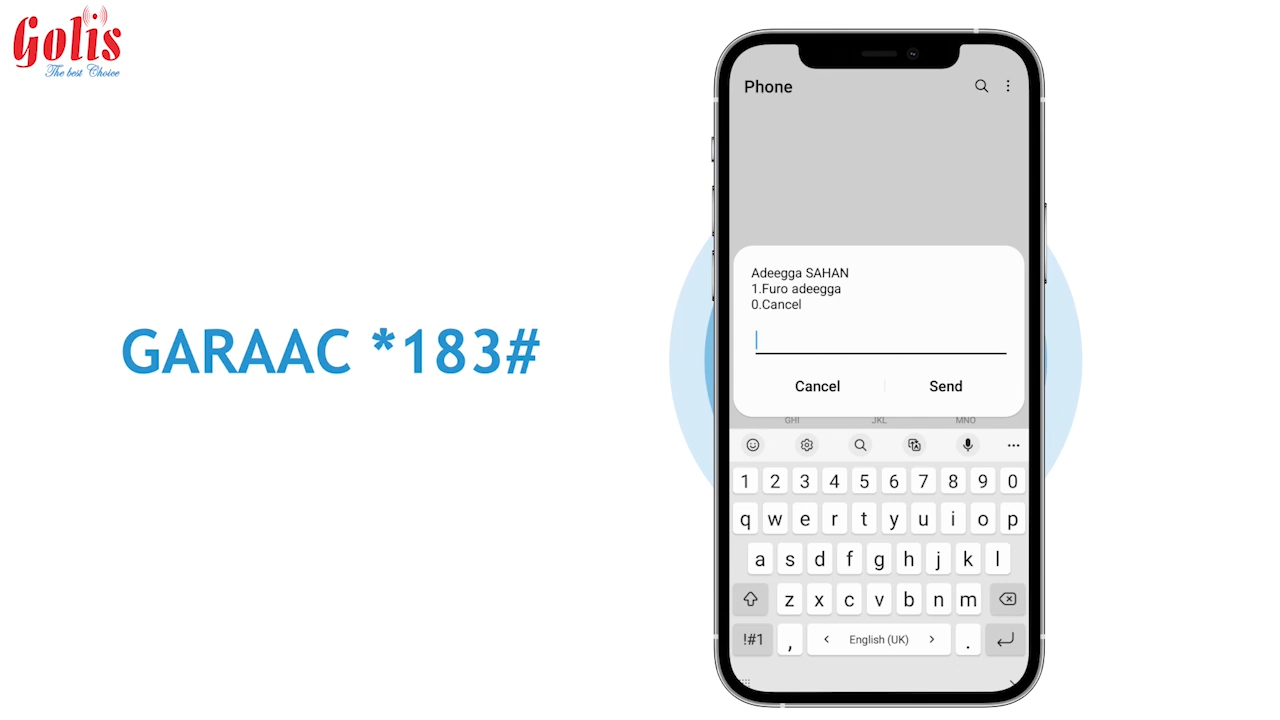 Golis
The best Choice
GARAAC *183#
Phone
Adeegga SAHAN
1.Furo adeegga
0.Cancel
Cancel
Send
GHI
JKL
MNO
1 2 3 4 5 6 7 8 9 0
q w e r t y u i o p
a s d f g h j k l
z x c v b n m
!#1 , < English (UK) > .